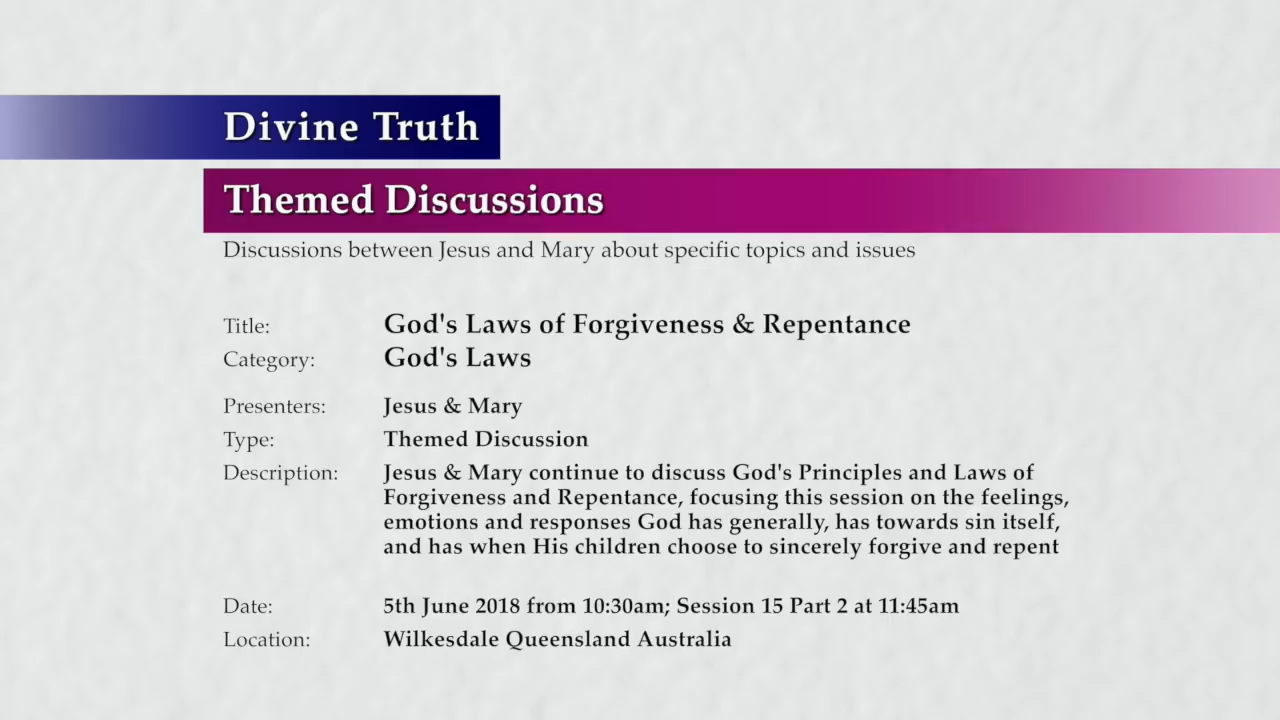 Divine Truth
Themed Discussions
Discussions between Jesus and Mary about specific topics and issues
Title: God's Laws of Forgiveness & Repentance
Category: God's Laws
Presenters: Jesus & Mary
Type: Themed Discussion
Description: Jesus & Mary continue to discuss God's Principles and Laws of
Forgiveness and Repentance, focusing this session on the feelings,
emotions and responses God has generally, has towards sin itself,
and has when His children choose to sincerely forgive and repent
Date: 5th June 2018 from 10:30am; Session 15 Part 2 at 11:45am
Location: Wilkesdale Queensland Australia